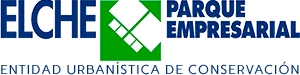 ELCHE PARQUE
EMPRESARIAL
ENTIDAD URBANÍSTICA DE CONSERVACIÓN